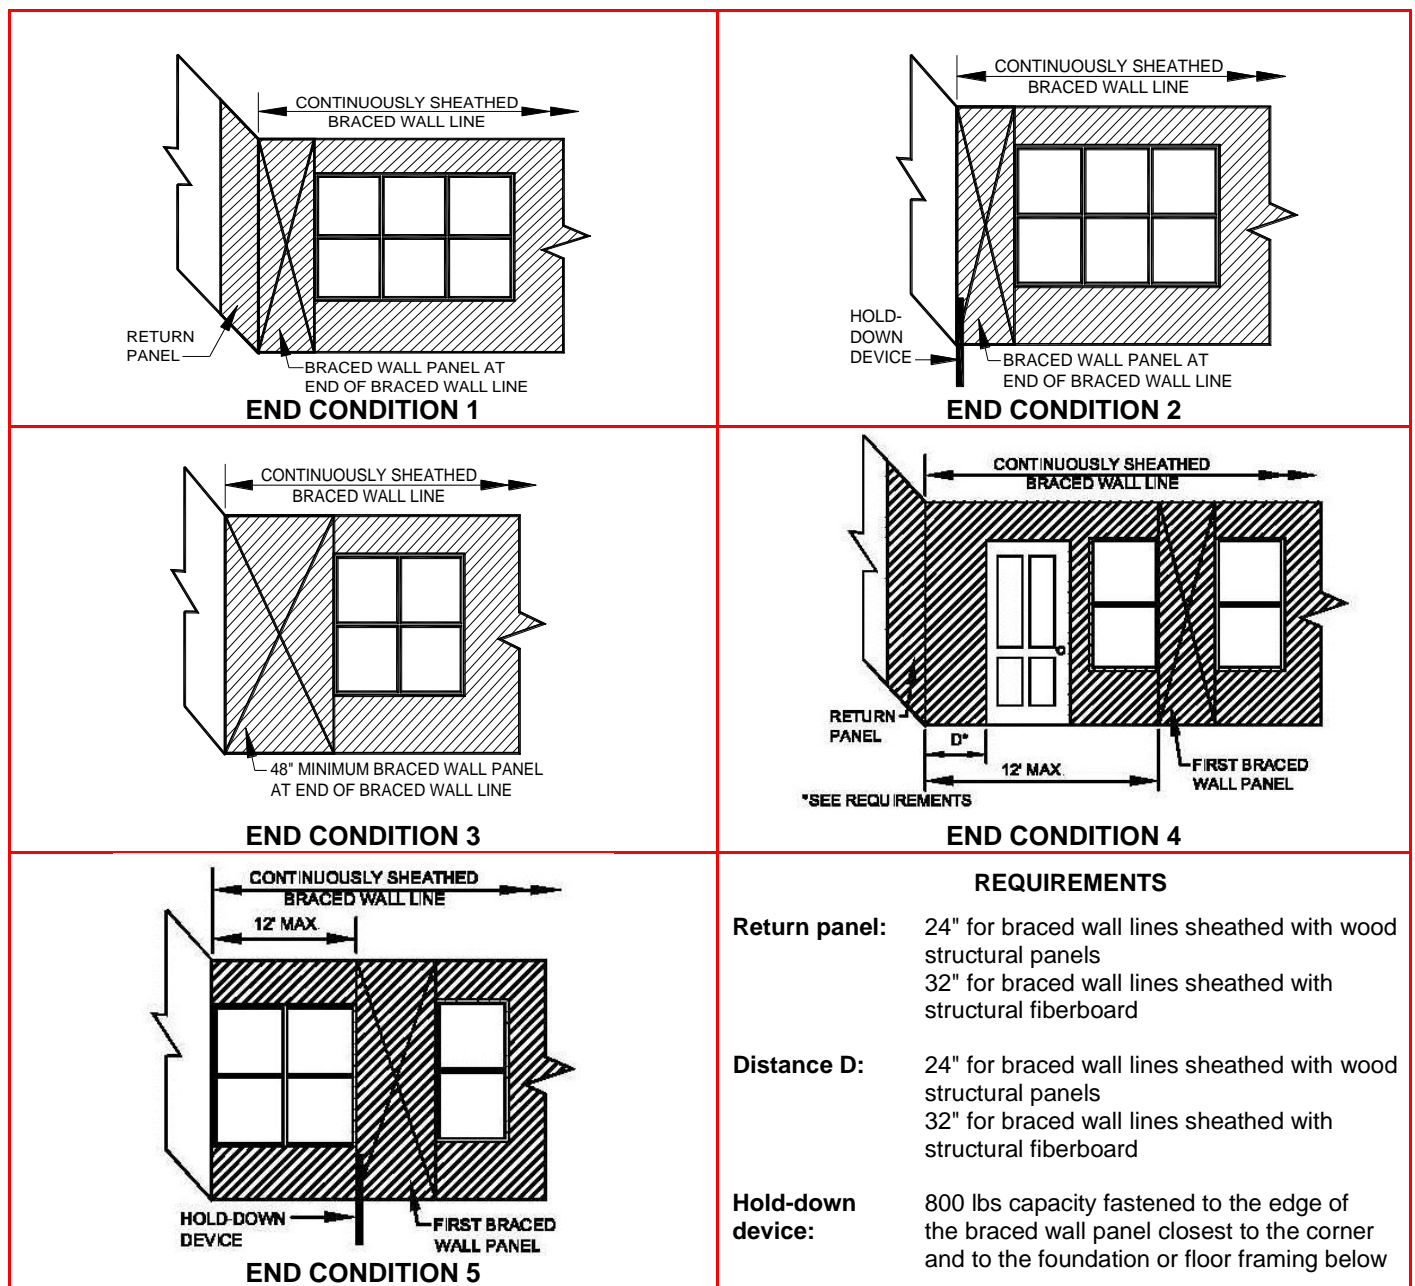 CONTINUOUSLY SHEATHED
BRACED WALL LINE
RETURN
PANEL
BRACED WALL PANEL AT
END OF BRACED WALL LINE
END CONDITION 1
CONTINUOUSLY SHEATHED
BRACED WALL LINE
HOLD-
DOWN
DEVICE
BRACED WALL PANEL AT
END OF BRACED WALL LINE
END CONDITION 2
CONTINUOUSLY SHEATHED
BRACED WALL LINE
48" MINIMUM BRACED WALL PANEL
AT END OF BRACED WALL LINE
END CONDITION 3
CONTINUOUSLY SHEATHED
BRACED WALL LINE
RETURN
PANEL
D*
12' MAX.
FIRST BRACED
WALL PANEL
*SEE REQUIREMENTS
END CONDITION 4
CONTINUOUSLY SHEATHED
BRACED WALL LINE
12' MAX.
HOLD-DOWN
DEVICE
FIRST BRACED
WALL PANEL
END CONDITION 5
REQUIREMENTS
Return panel: 24" for braced wall lines sheathed with wood
structural panels
32" for braced wall lines sheathed with
structural fiberboard
Distance D: 24" for braced wall lines sheathed with wood
structural panels
32" for braced wall lines sheathed with
structural fiberboard
Hold-down 800 lbs capacity fastened to the edge of
device: the braced wall panel closest to the corner
and to the foundation or floor framing below